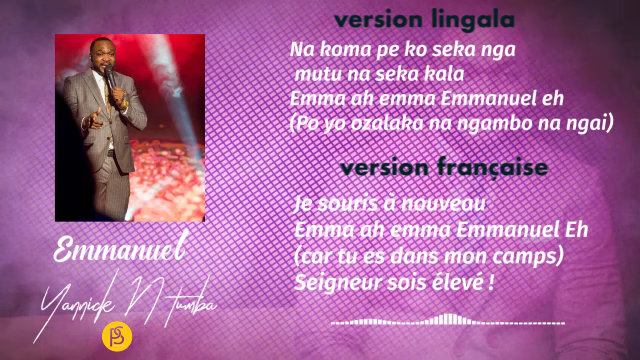 version lingala
Na koma pe ko seka nga
mutu na seka kala
Emma ah emma Emmanuel eh
(Po yo ozalaka na ngambo na ngai)
version française
Je souris à nouveau
Emma ah emma Emmanuel Eh
(car tu es dans mon camps)
Seigneur sois élevé !
Emmanuel
Yannick N tumba